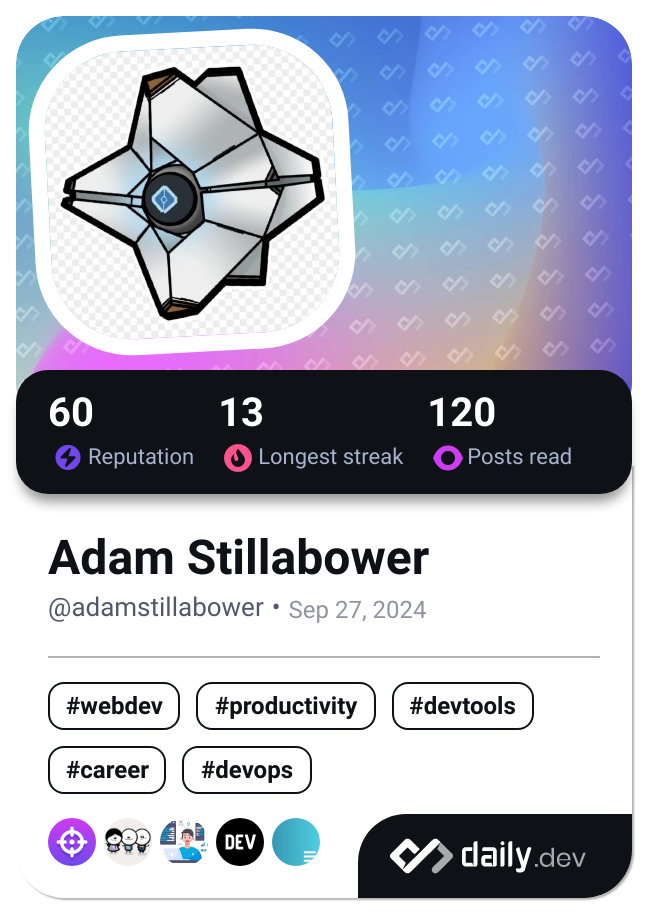 60 13 120
Reputation Longest streak Posts read
Adam Stillabower
@adamstillabower • Sep 27, 2024
#webdev #productivity #devtools
#career #devops
DEV
daily.dev